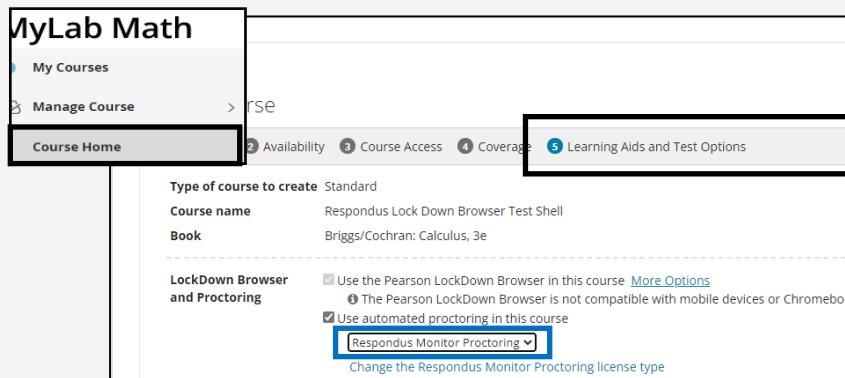 MyLab Math
My Courses
Manage Course
Course Home
rse
2 Availability 3 Course Access 4 Coverage 5 Learning Aids and Test Options
Type of course to create Standard
Course name Respondus Lock Down Browser Test Shell
Book Briggs/Cochran: Calculus, 3e
LockDown Browser and Proctoring
Use the Pearson LockDown Browser in this course More Options
The Pearson LockDown Browser is not compatible with mobile devices or Chromebo
Use automated proctoring in this course
Respondus Monitor Proctoring
Change the Respondus Monitor Proctoring license type